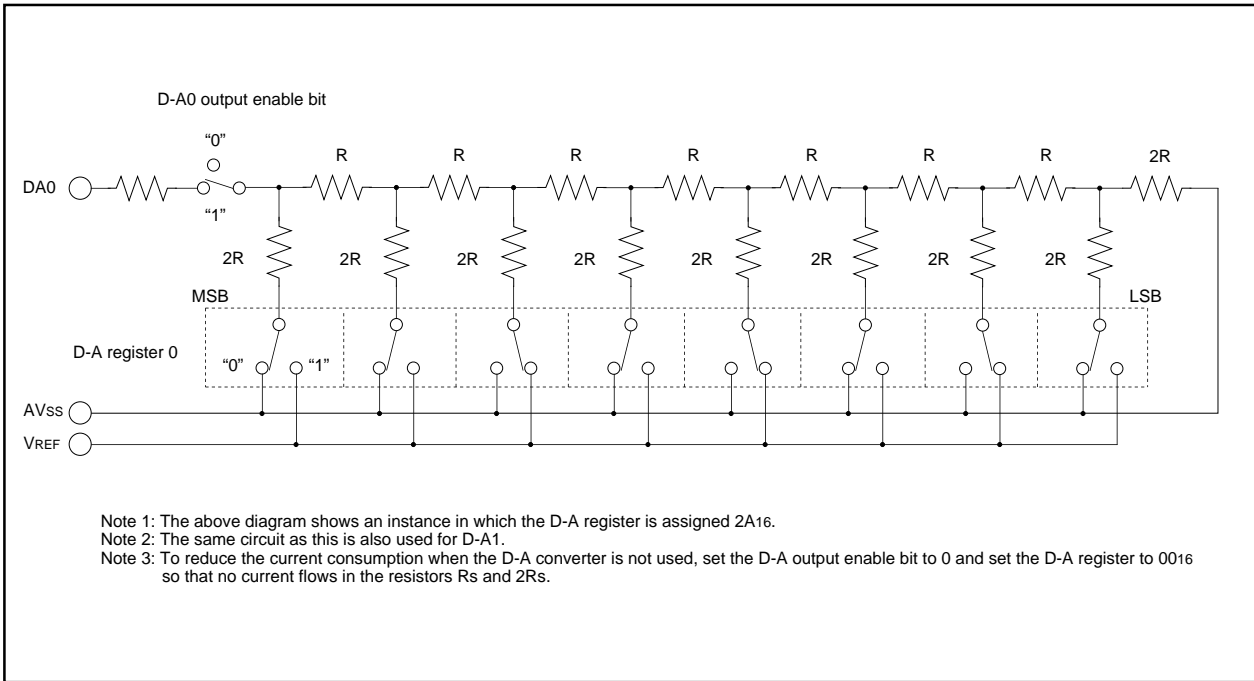 D-A0 output enable bit
“0”
R R R R R R R 2R
DA0
“1”
2R 2R 2R 2R 2R 2R 2R 2R
MSB LSB
D-A register 0
“0” “1”
AVSS
VREF
Note 1: The above diagram shows an instance in which the D-A register is assigned 2A16.
Note 2: The same circuit as this is also used for D-A1.
Note 3: To reduce the current consumption when the D-A converter is not used, set the D-A output enable bit to 0 and set the D-A register to 0016
so that no current flows in the resistors Rs and 2Rs.